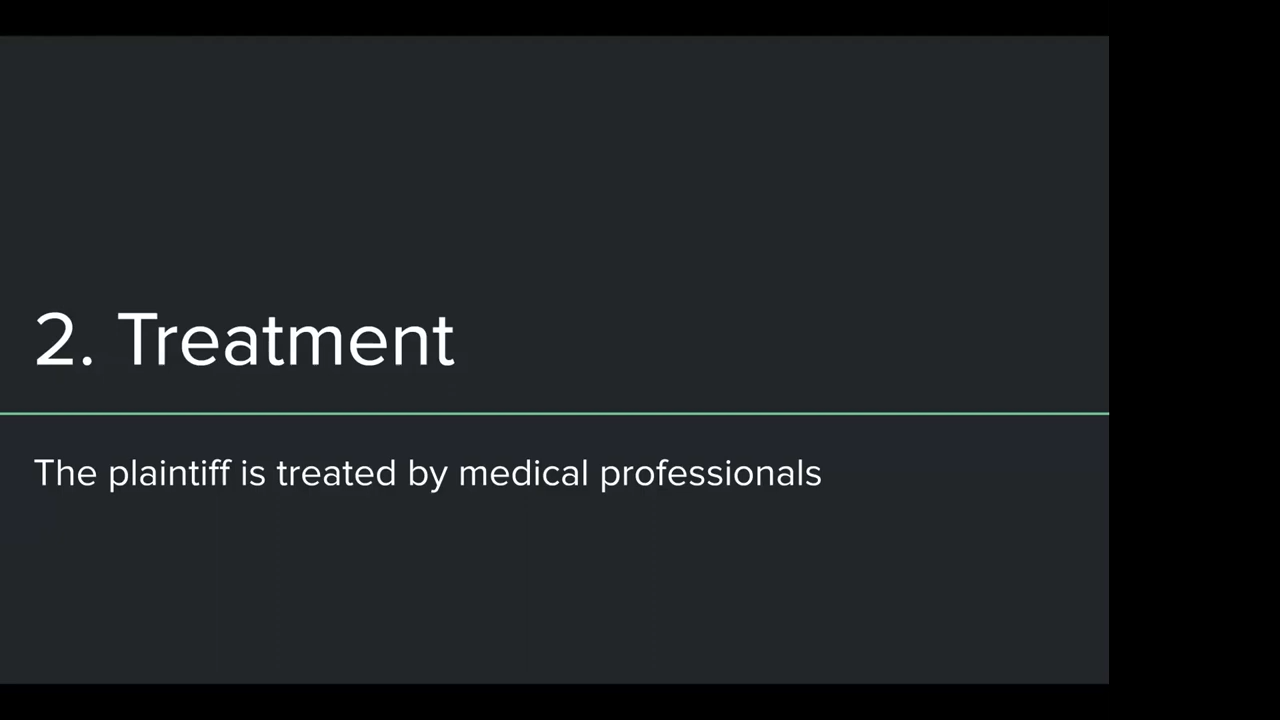 2. Treatment
The plaintiff is treated by medical professionals